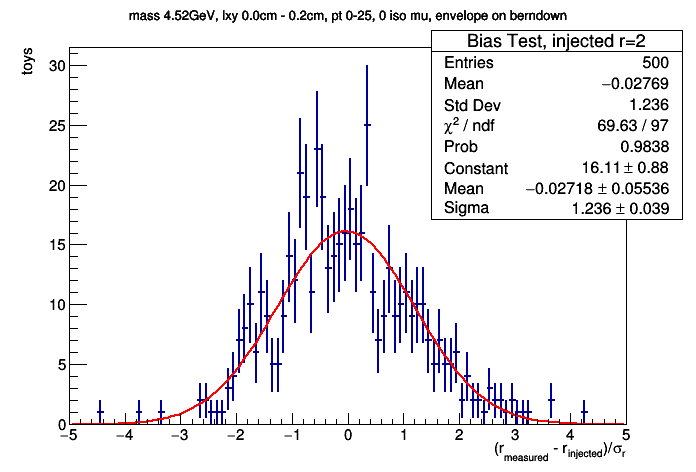 mass 4.52GeV, lxy 0.0cm - 0.2cm, pt 0-25, 0 iso mu, envelope on berndown
Bias Test, injected r=2
Entries 500
Mean −0.02769
Std Dev 1.236
χ² / ndf 69.63 / 97
Prob 0.9838
Constant 16.11 ± 0.88
Mean −0.02718 ± 0.05536
Sigma 1.236 ± 0.039
toys
30
25
20
15
10
5
0
−5 −4 −3 −2 −1 0 1 2 3 4 5
(r_measured - r_injected)/σ_r